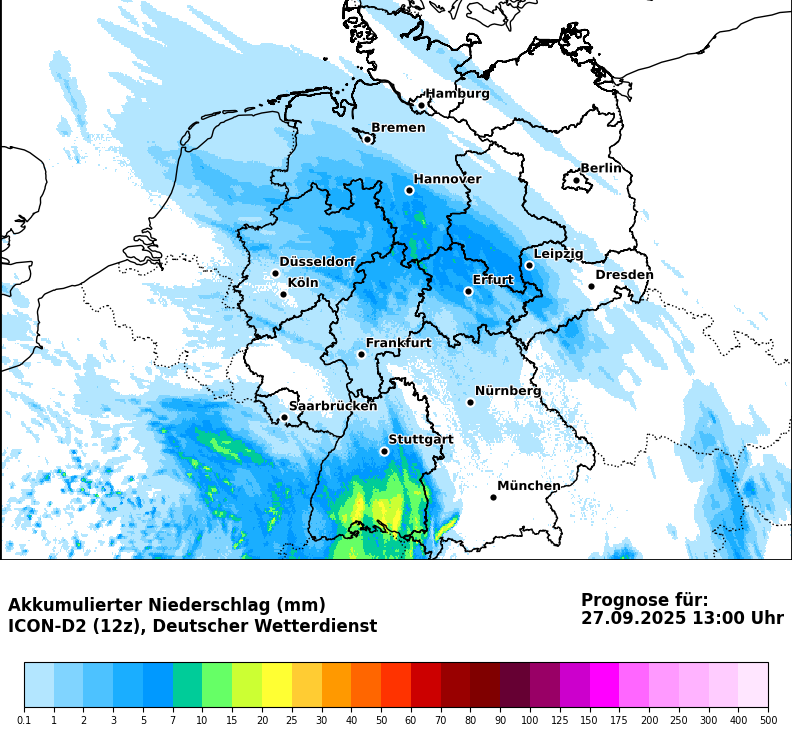 Hamburg
Bremen
Berlin
Hannover
Leipzig
Düsseldorf
Dresden
Erfurt
Köln
Frankfurt
Nürnberg
Saarbrücken
Stuttgart
München
Akkumulierter Niederschlag (mm)
ICON-D2 (12z), Deutscher Wetterdienst
Prognose für:
27.09.2025 13:00 Uhr
0.1 1 2 3 5 7 10 15 20 25 30 40 50 60 70 80 90 100 125 150 175 200 250 300 400 500